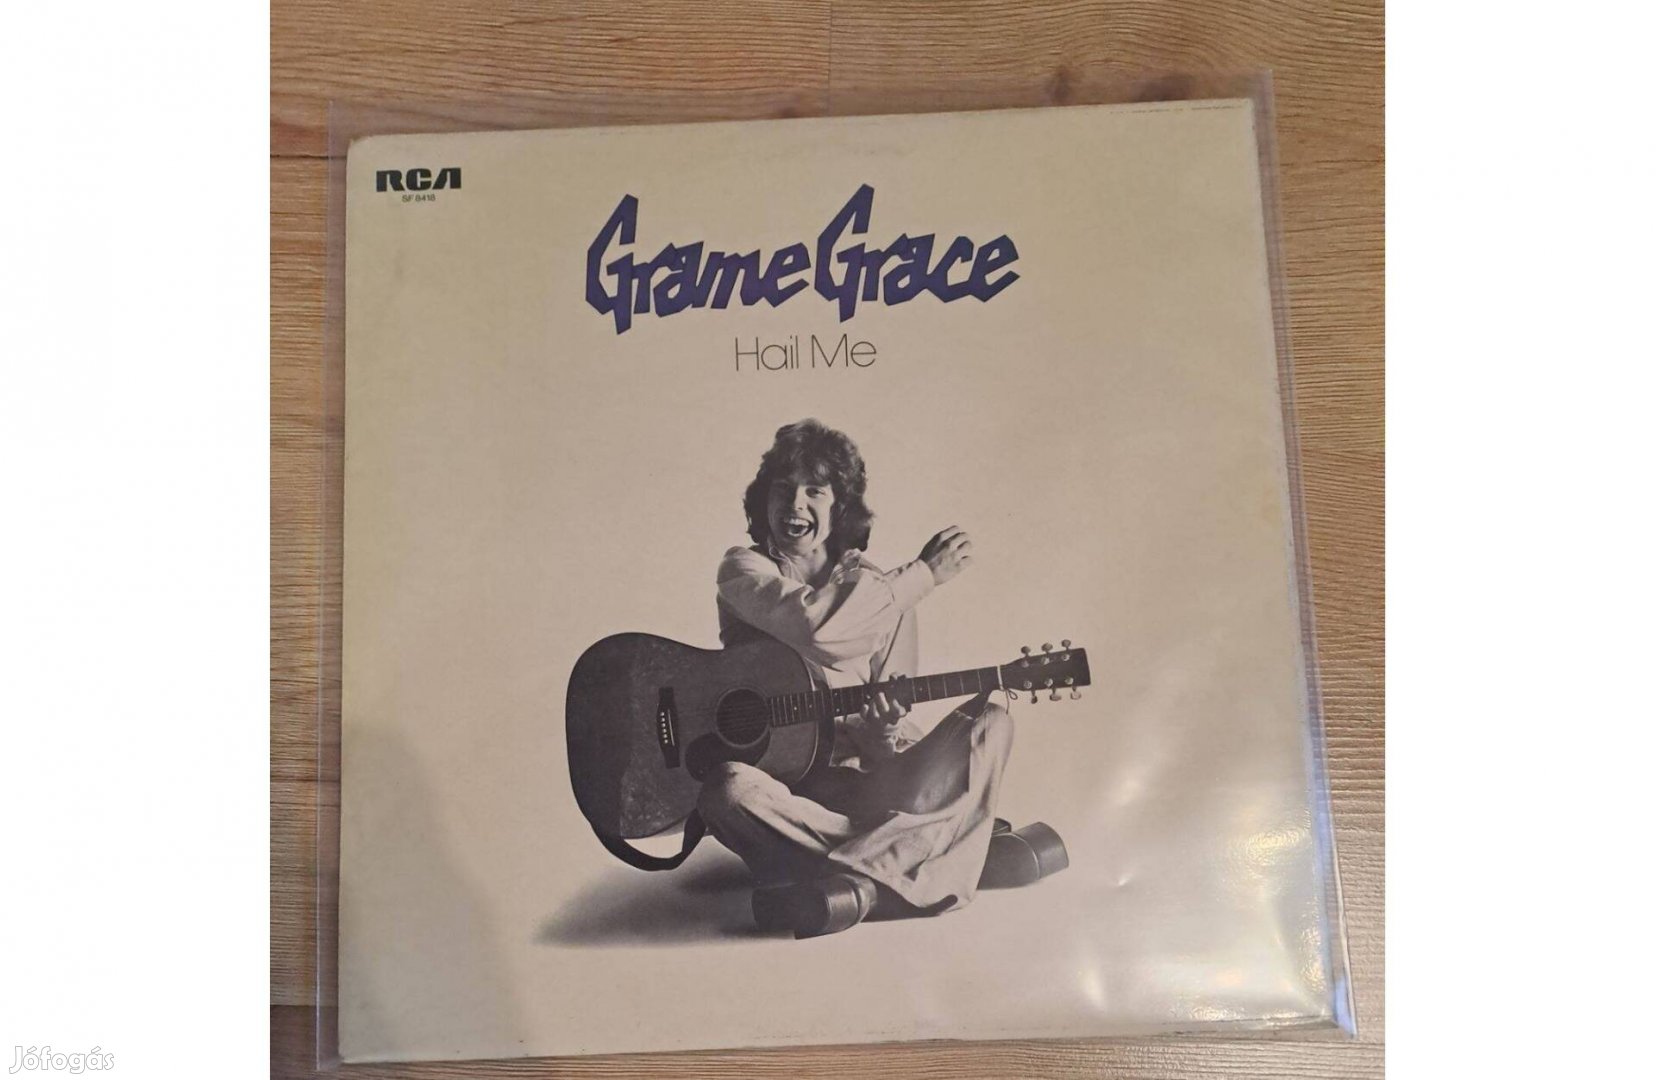 RCA
SF 8418
Grame Grace
Hail Me
Jófogás